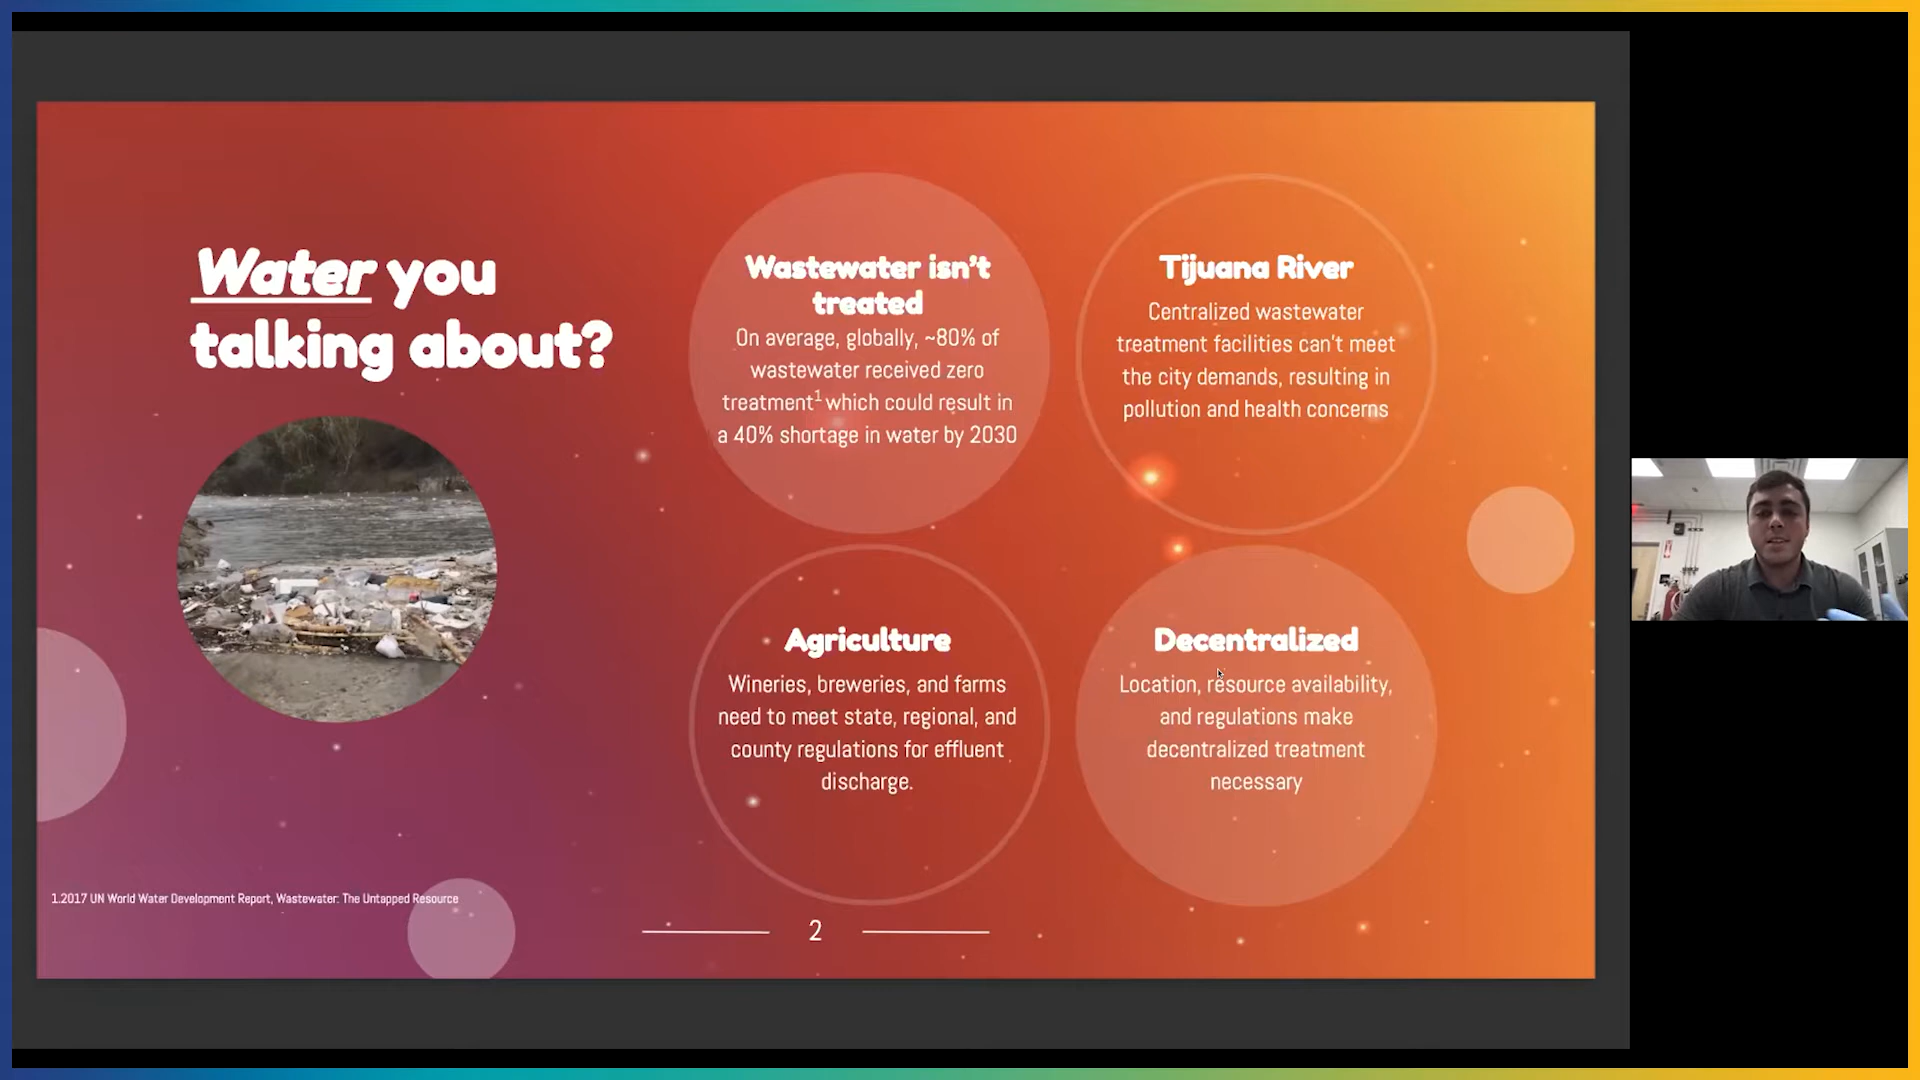 Water you
talking about?
Wastewater isn't
treated
On average, globally, ~80% of
wastewater received zero
treatment¹ which could result in
a 40% shortage in water by 2030
Tijuana River
Centralized wastewater
treatment facilities can't meet
the city demands, resulting in
pollution and health concerns
Agriculture
Wineries, breweries, and farms
need to meet state, regional, and
county regulations for effluent
discharge.
Decentralized
Location, resource availability,
and regulations make
decentralized treatment
necessary
1.2017 UN World Water Development Report, Wastewater: The Untapped Resource
2